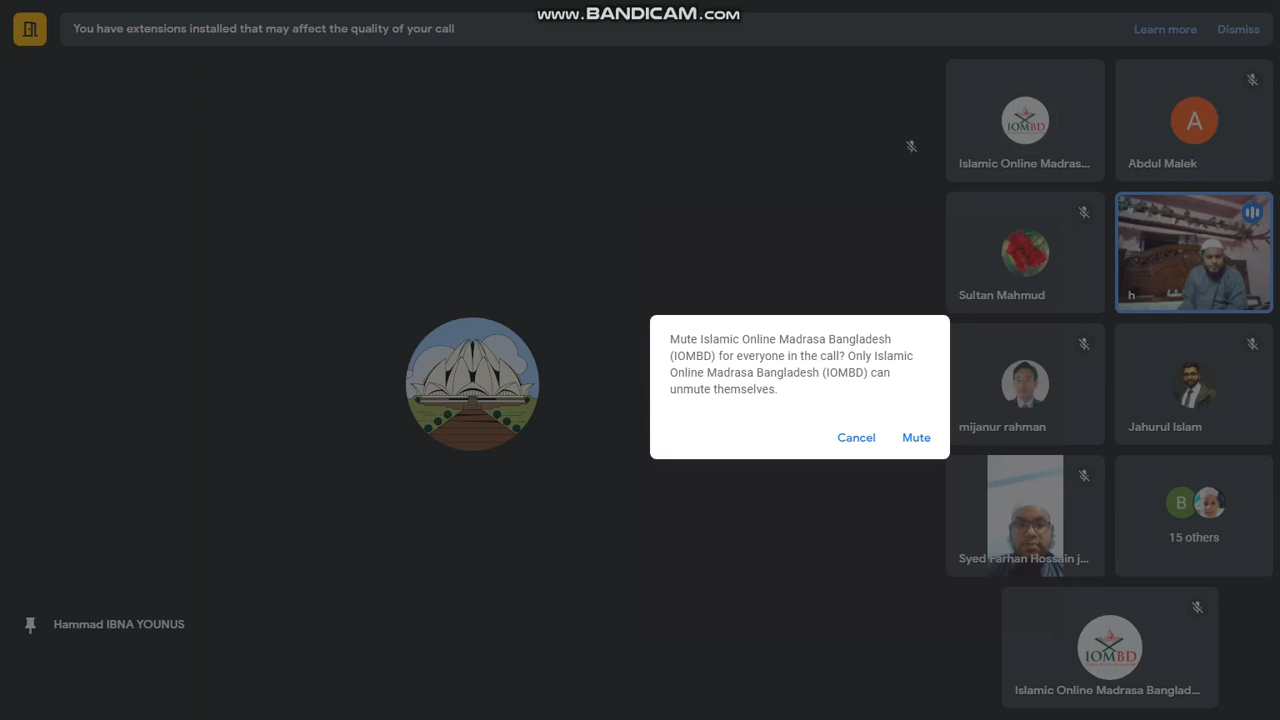 www.BANDICAM.com
You have extensions installed that may affect the quality of your call
Learn more
Dismiss
IOMBD
Islamic Online Madras...
A
Abdul Malek
Sultan Mahmud
h
Mute Islamic Online Madrasa Bangladesh
(IOMBD) for everyone in the call? Only Islamic
Online Madrasa Bangladesh (IOMBD) can
unmute themselves.
Cancel
Mute
mijanur rahman
Jahurul Islam
Syed Farhan Hossain j...
B
15 others
Hammad IBNA YOUNUS
IOMBD
Islamic Online Madrasa Banglad...